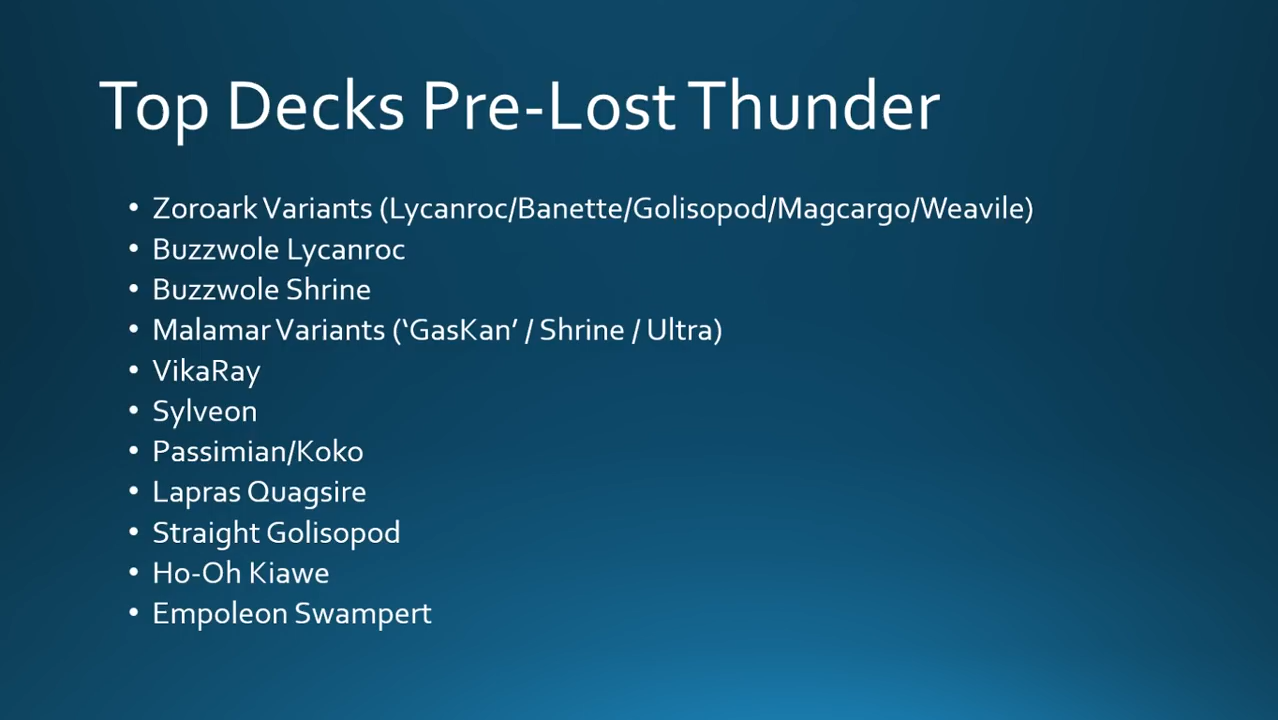 Top Decks Pre-Lost Thunder
• Zoroark Variants (Lycanroc/Banette/Golisopod/Magcargo/Weavile)
• Buzzwole Lycanroc
• Buzzwole Shrine
• Malamar Variants (‘GasKan’ / Shrine / Ultra)
• VikaRay
• Sylveon
• Passimian/Koko
• Lapras Quagsire
• Straight Golisopod
• Ho-Oh Kiawe
• Empoleon Swampert